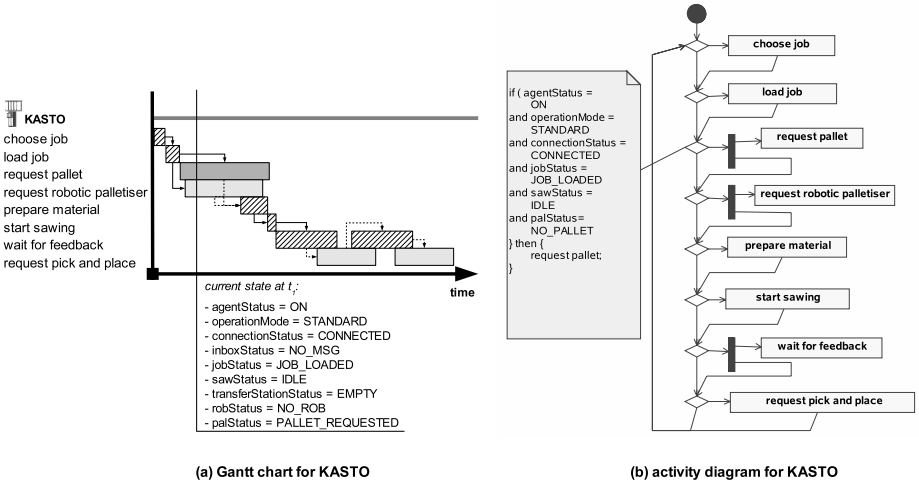 KASTO
choose job
load job
request pallet
request robotic palletiser
prepare material
start sawing
wait for feedback
request pick and place
time
current state at t1:
- agentStatus = ON
- operationMode = STANDARD
- connectionStatus = CONNECTED
- inboxStatus = NO_MSG
- jobStatus = JOB_LOADED
- sawStatus = IDLE
- transferStationStatus = EMPTY
- robStatus = NO_ROB
- palStatus = PALLET_REQUESTED
(a) Gantt chart for KASTO
if ( agentStatus =
ON
and operationMode =
STANDARD
and connectionStatus =
CONNECTED
and jobStatus =
JOB_LOADED
and sawStatus =
IDLE
and palStatus=
NO_PALLET
} then {
request pallet;
}
choose job
load job
request pallet
request robotic palletiser
prepare material
start sawing
wait for feedback
request pick and place
(b) activity diagram for KASTO